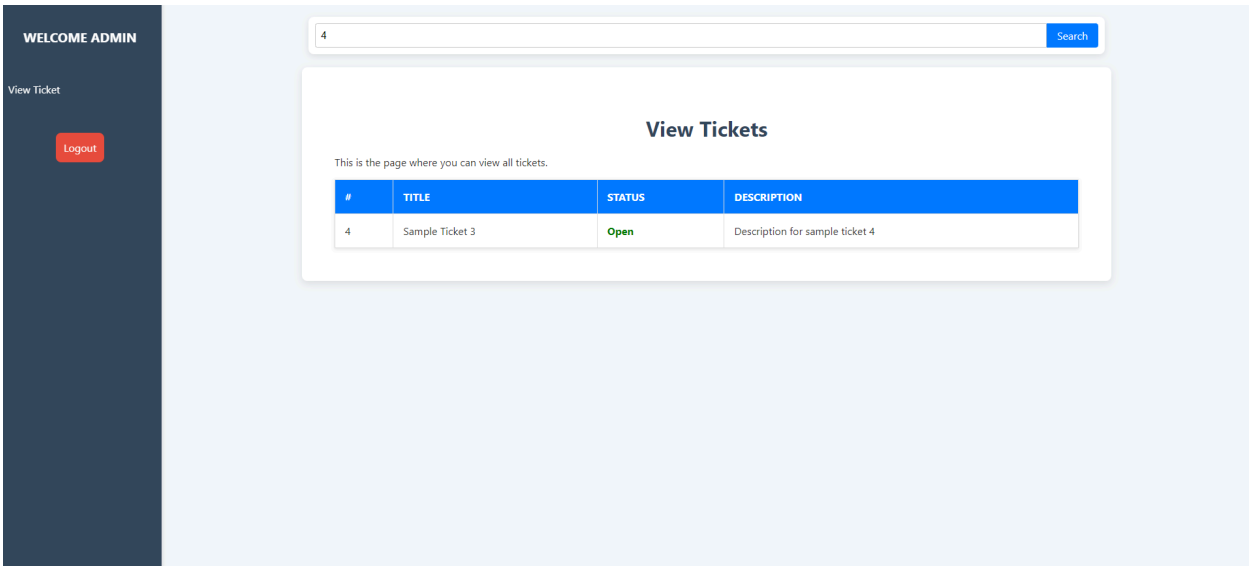 WELCOME ADMIN
View Ticket
Logout
4
Search
View Tickets
This is the page where you can view all tickets.
# TITLE STATUS DESCRIPTION
4 Sample Ticket 3 Open Description for sample ticket 4